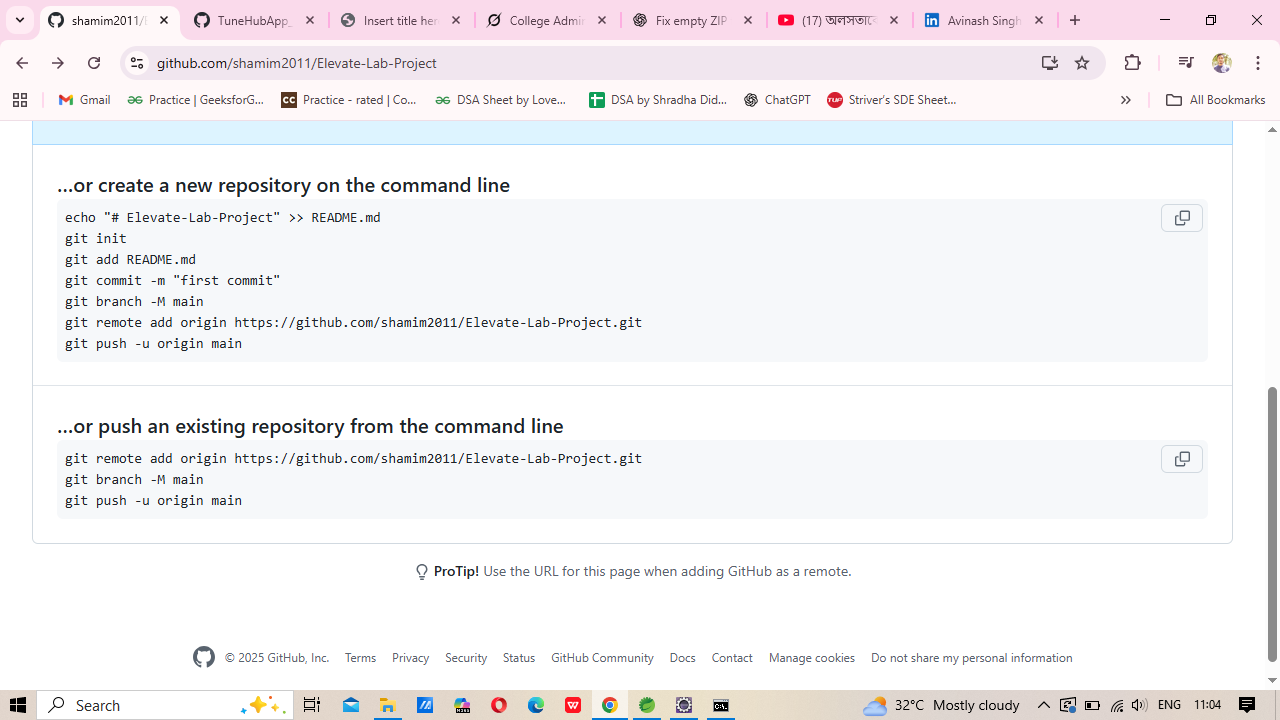 shamim2011/E
TuneHubApp_
Insert title her
College Admi
Fix empty ZIP
(17) অলসতাকে
Avinash Singh
github.com/shamim2011/Elevate-Lab-Project
Gmail
Practice | GeeksforG...
Practice - rated | Co...
DSA Sheet by Love...
DSA by Shradha Did...
ChatGPT
Striver's SDE Sheet...
All Bookmarks
…or create a new repository on the command line
echo "# Elevate-Lab-Project" >> README.md
git init
git add README.md
git commit -m "first commit"
git branch -M main
git remote add origin https://github.com/shamim2011/Elevate-Lab-Project.git
git push -u origin main
…or push an existing repository from the command line
git remote add origin https://github.com/shamim2011/Elevate-Lab-Project.git
git branch -M main
git push -u origin main
ProTip! Use the URL for this page when adding GitHub as a remote.
© 2025 GitHub, Inc. Terms Privacy Security Status GitHub Community Docs Contact Manage cookies Do not share my personal information
Search
32°C Mostly cloudy
ENG
11:04